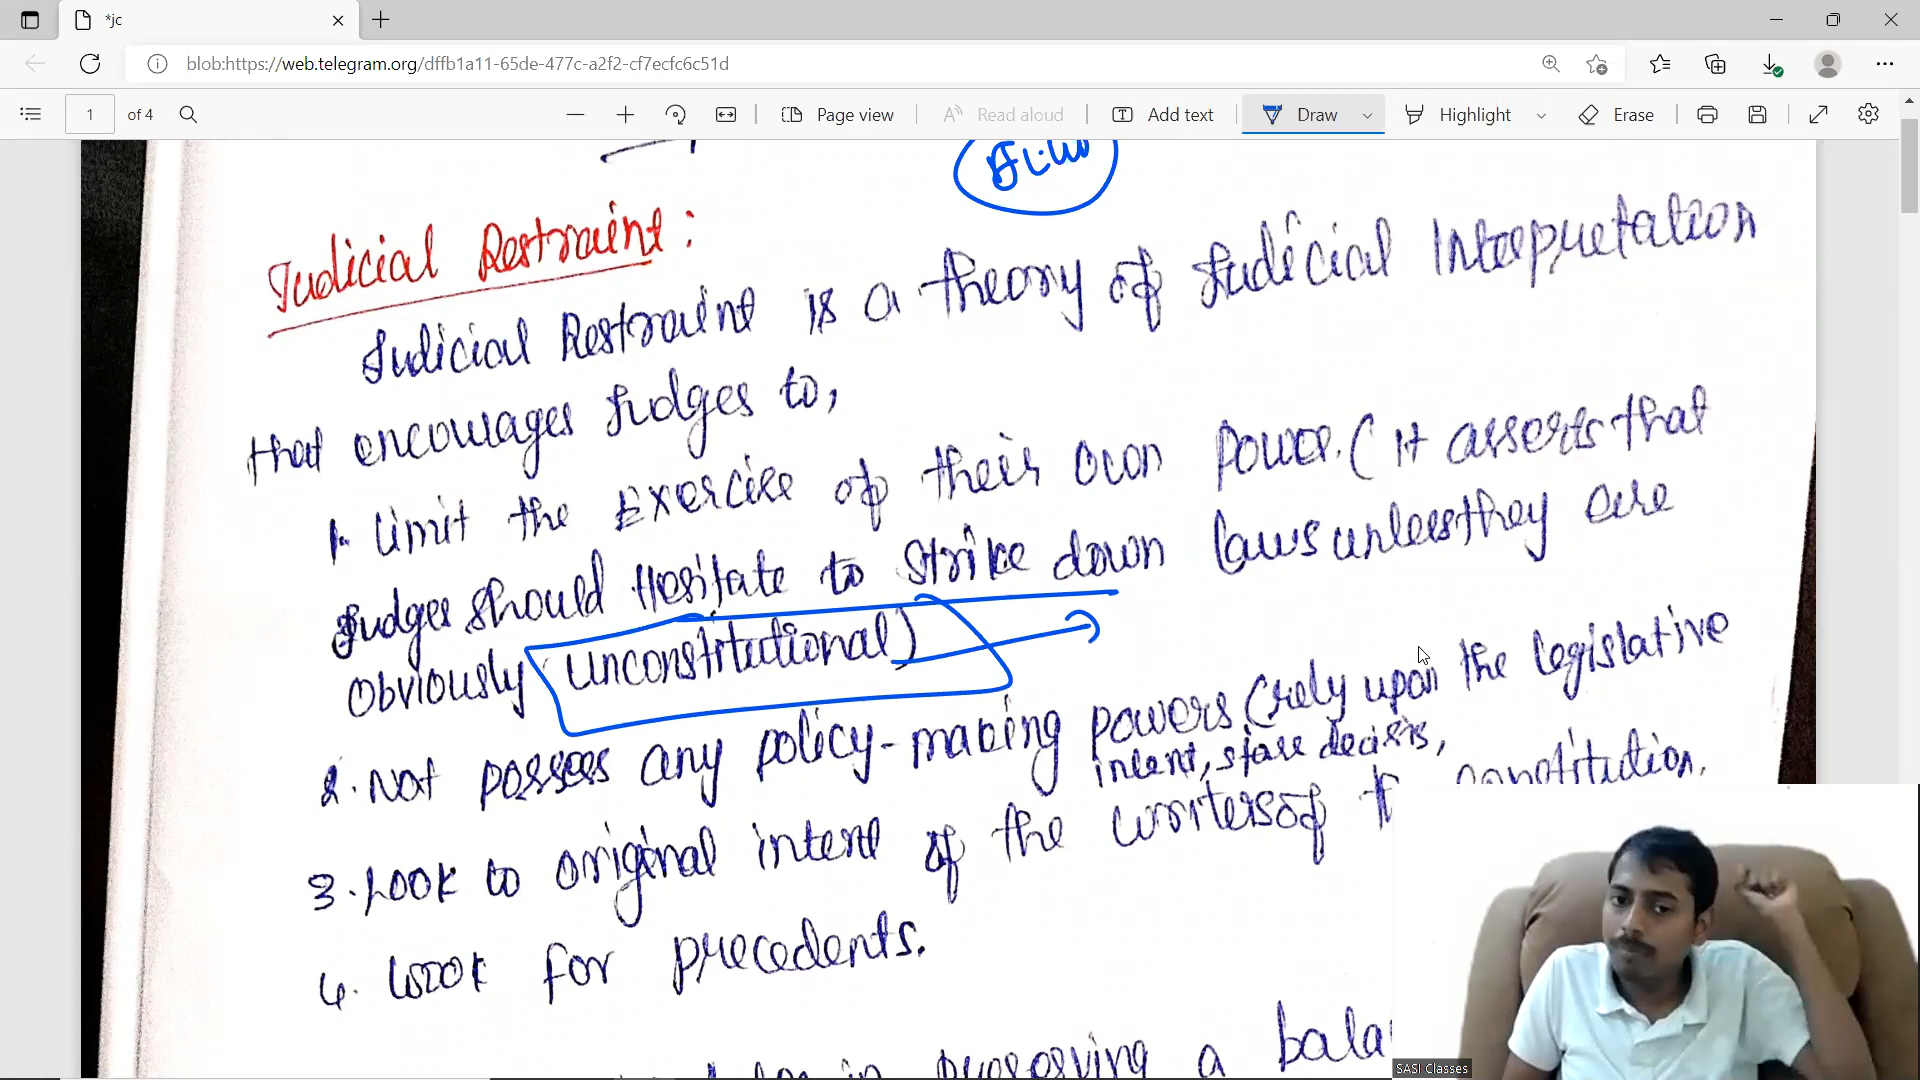 *jc
blob:https://web.telegram.org/dffb1a11-65de-477c-a2f2-cf7ecfc6c51d
1 of 4
Page view
Read aloud
Add text
Draw
Highlight
Erase
Judicial Restraint:
Judicial Restraint is a theory of Judicial Interpretation
that encourages Judges to,
1. Limit the Exercise of their own Power. (It asserts that
Judges should Hesitate to Strike down Laws unless they are
Obviously unconstitutional)
2. Not possess any policy-making powers (rely upon the legislative
intent, stare decisis,
3. Look to original intent of the writers of constitution.
4. Look for precedents.
preserving a
SASI Classes